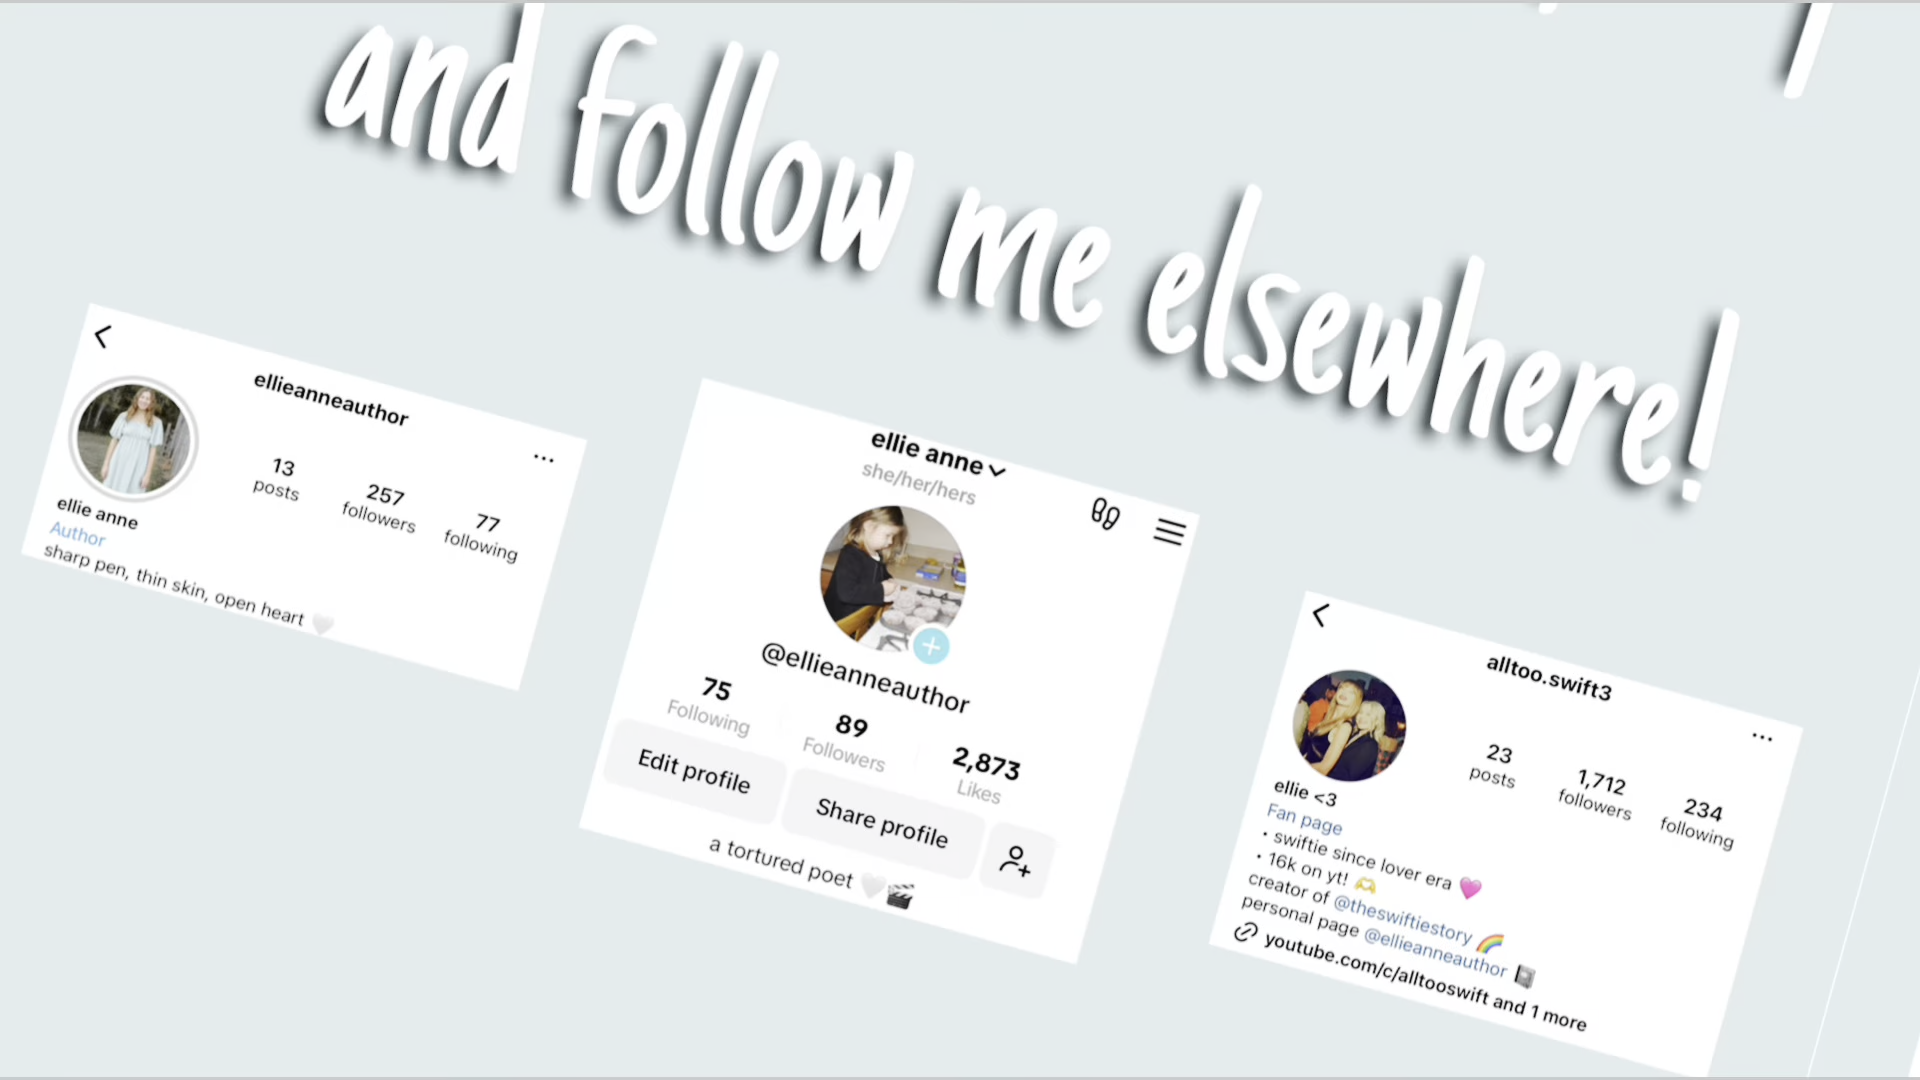 and follow me elsewhere!
ellieanneauthor
13
posts
257
followers
77
following
ellie anne
Author
sharp pen, thin skin, open heart 🤍
ellie anne
she/her/hers
@ellieanneauthor
75
Following
89
Followers
2,873
Likes
Edit profile
Share profile
a tortured poet 🤍🎬
alltoo.swift3
23
posts
1,712
followers
234
following
ellie <3
Fan page
• swiftie since lover era 💗
• 16k on yt! 🫶
creator of @theswiftiestory 🌈
personal page @ellieanneauthor 📓
youtube.com/c/alltooswift and 1 more